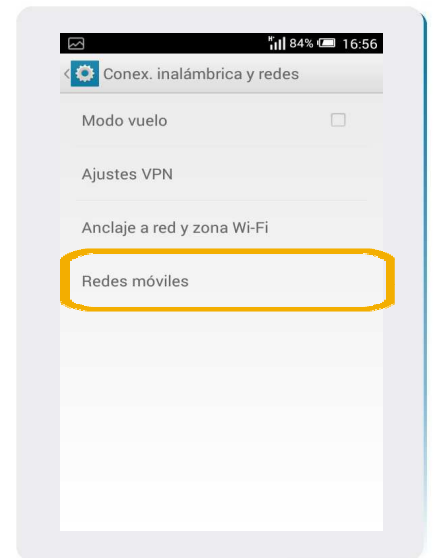 H 84% 16:56
Conex. inalámbrica y redes
Modo vuelo
Ajustes VPN
Anclaje a red y zona Wi-Fi
Redes móviles